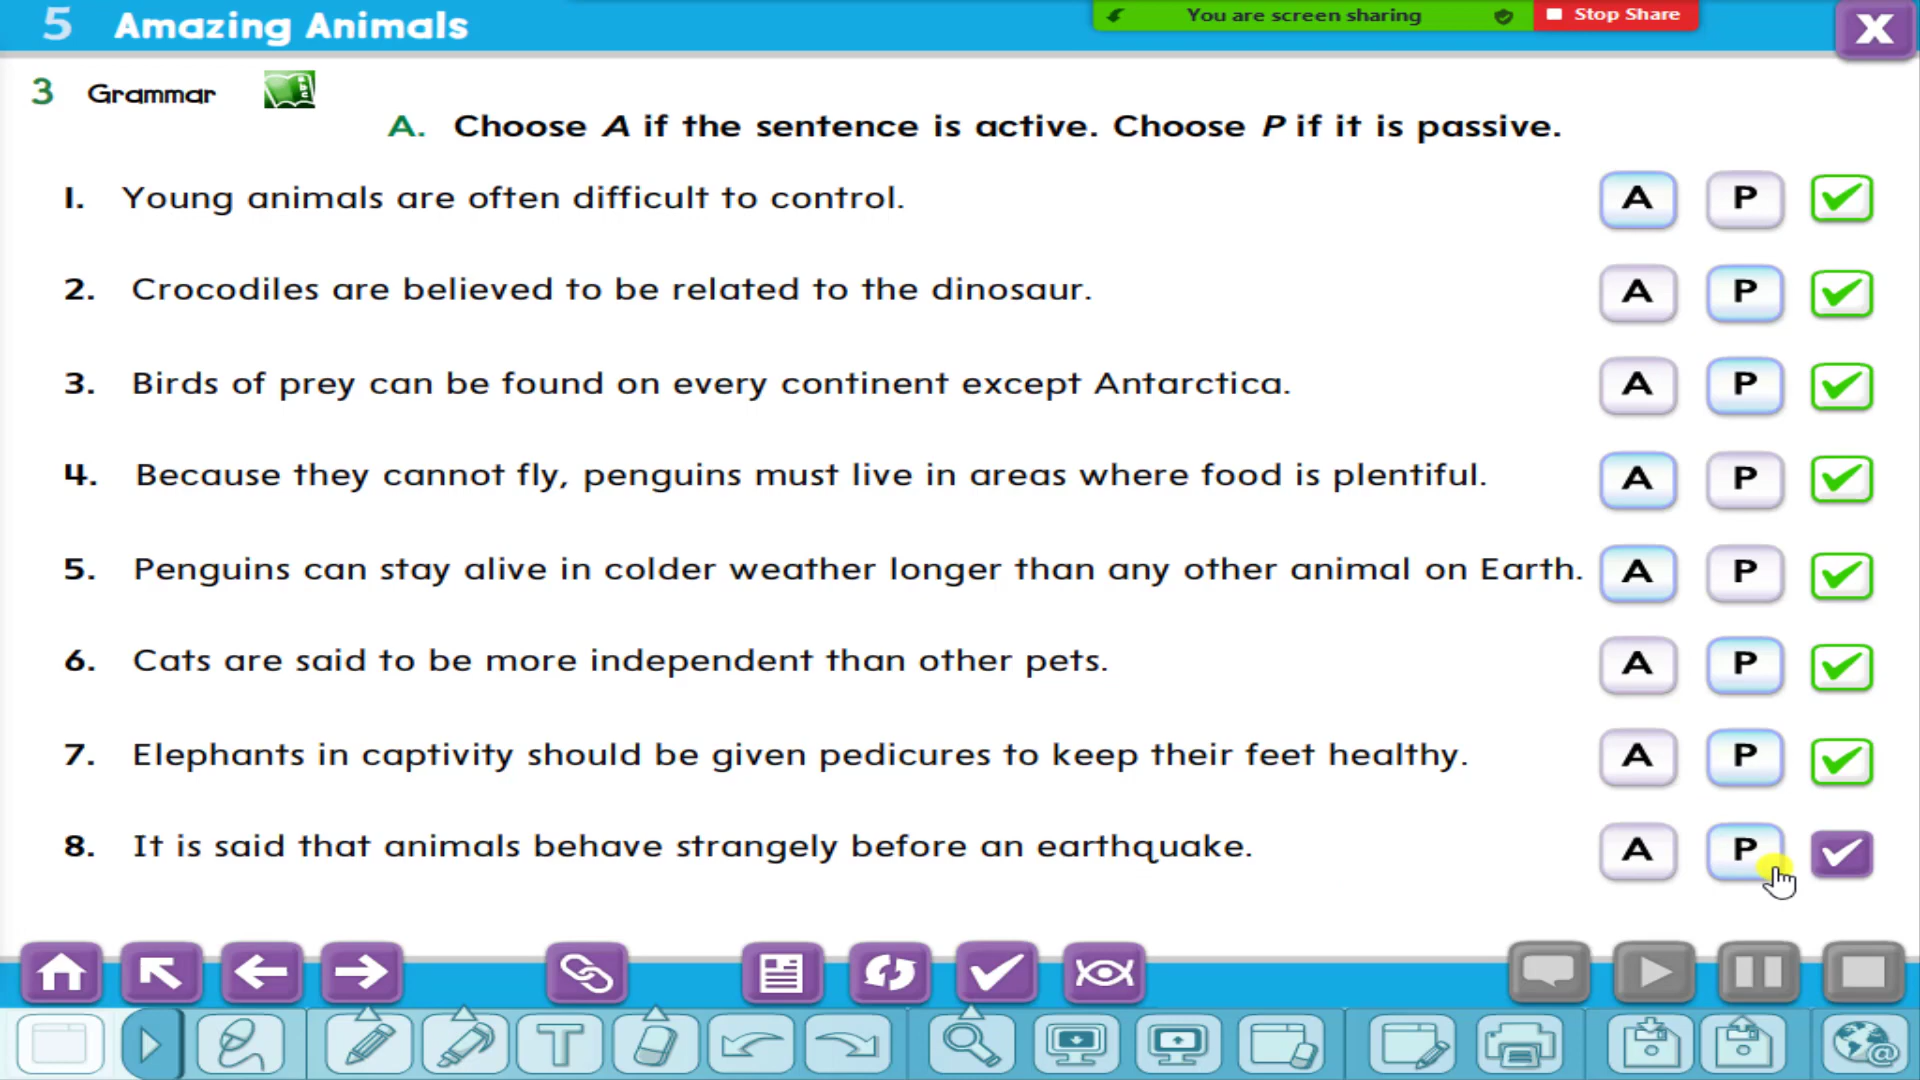 5 Amazing Animals
You are screen sharing
Stop Share
X
3 Grammar
A. Choose A if the sentence is active. Choose P if it is passive.
1. Young animals are often difficult to control. A P
2. Crocodiles are believed to be related to the dinosaur. A P
3. Birds of prey can be found on every continent except Antarctica. A P
4. Because they cannot fly, penguins must live in areas where food is plentiful. A P
5. Penguins can stay alive in colder weather longer than any other animal on Earth. A P
6. Cats are said to be more independent than other pets. A P
7. Elephants in captivity should be given pedicures to keep their feet healthy. A P
8. It is said that animals behave strangely before an earthquake. A P
T
@